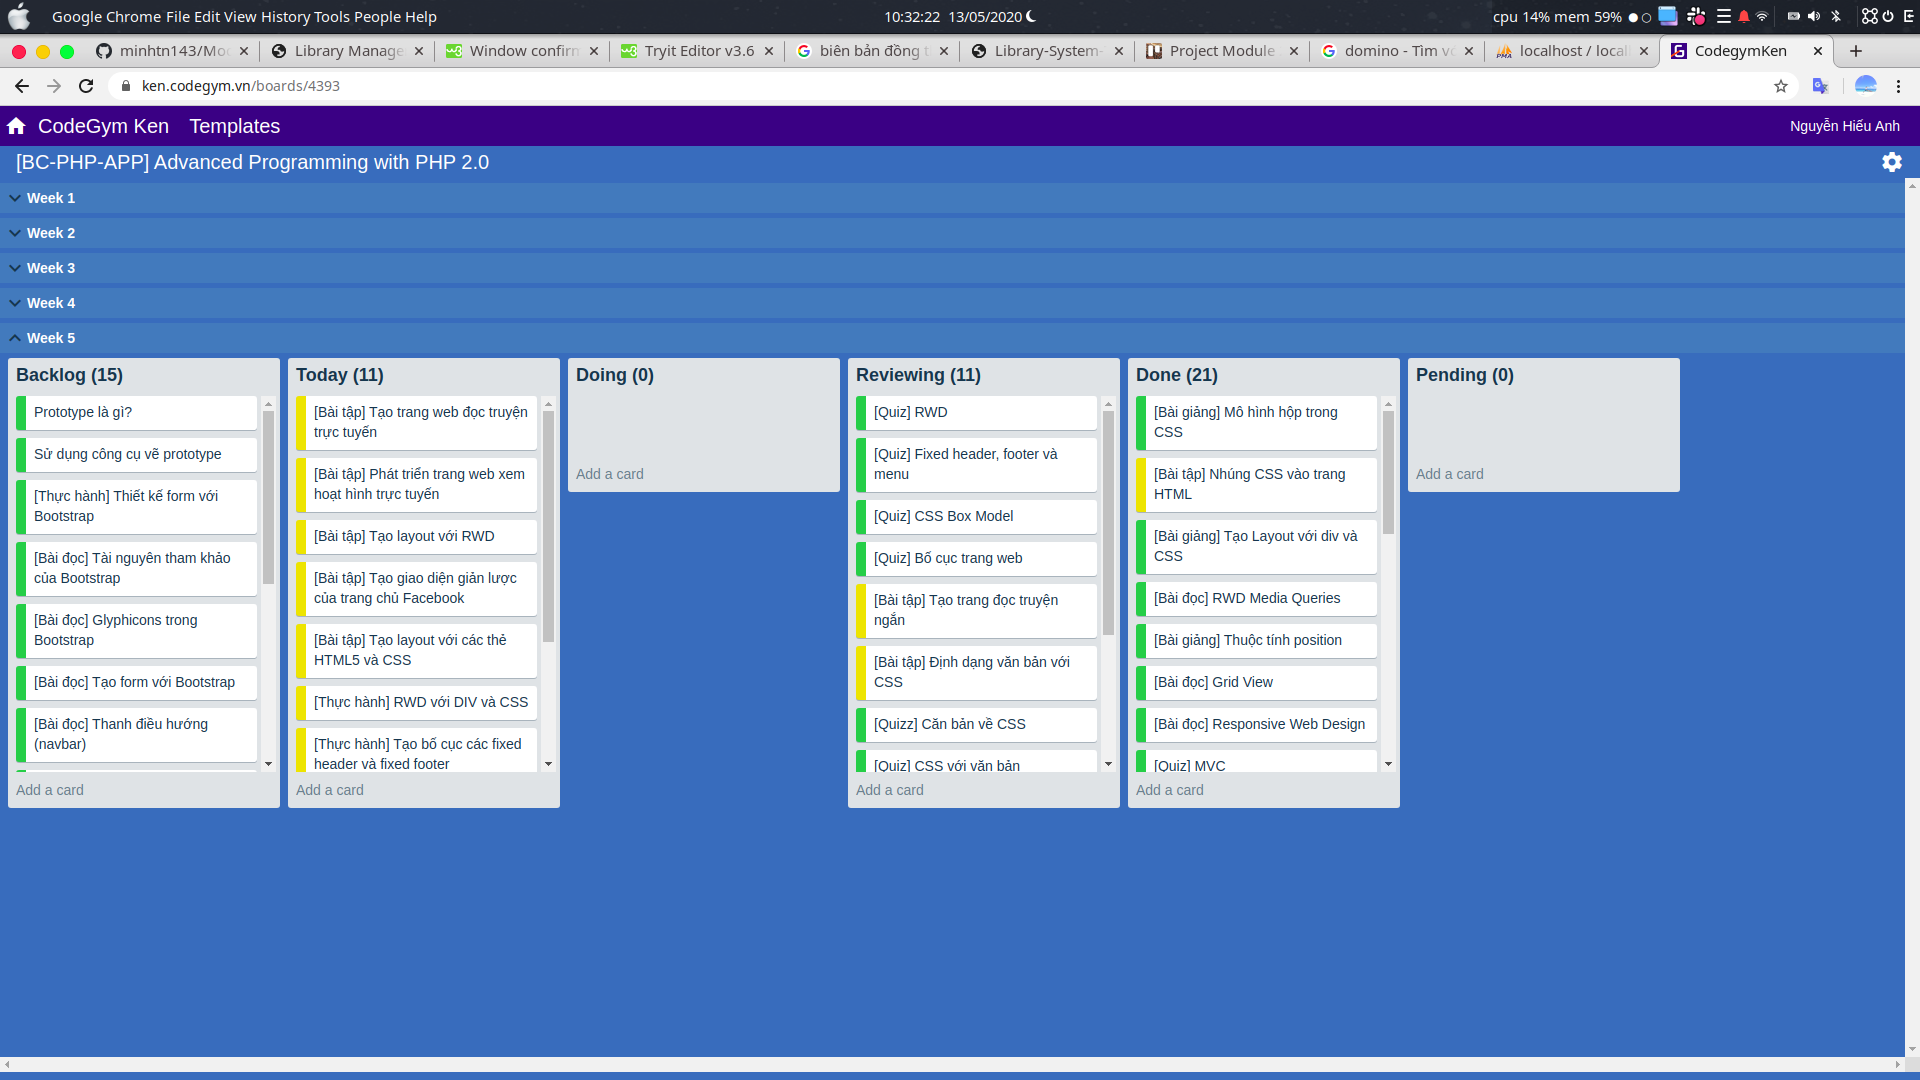 Google Chrome File Edit View History Tools People Help
10:32:22 13/05/2020
cpu 14% mem 59%
minhtn143/Mo
Library Manage
Window confirm
Tryit Editor v3.6
biên bản đồng
Library-System-
Project Module
domino - Tìm v
localhost / local
CodegymKen
ken.codegym.vn/boards/4393
CodeGym Ken Templates
Nguyễn Hiếu Anh
[BC-PHP-APP] Advanced Programming with PHP 2.0
Week 1
Week 2
Week 3
Week 4
Week 5
Backlog (15)
Prototype là gì?
Sử dụng công cụ vẽ prototype
[Thực hành] Thiết kế form với
Bootstrap
[Bài đọc] Tài nguyên tham khảo
của Bootstrap
[Bài đọc] Glyphicons trong
Bootstrap
[Bài đọc] Tạo form với Bootstrap
[Bài đọc] Thanh điều hướng
(navbar)
Add a card
Today (11)
[Bài tập] Tạo trang web đọc truyện
trực tuyến
[Bài tập] Phát triển trang web xem
hoạt hình trực tuyến
[Bài tập] Tạo layout với RWD
[Bài tập] Tạo giao diện giản lược
của trang chủ Facebook
[Bài tập] Tạo layout với các thẻ
HTML5 và CSS
[Thực hành] RWD với DIV và CSS
[Thực hành] Tạo bố cục các fixed
header và fixed footer
Add a card
Doing (0)
Add a card
Reviewing (11)
[Quiz] RWD
[Quiz] Fixed header, footer và
menu
[Quiz] CSS Box Model
[Quiz] Bố cục trang web
[Bài tập] Tạo trang đọc truyện
ngắn
[Bài tập] Định dạng văn bản với
CSS
[Quizz] Căn bản về CSS
[Quiz] CSS với văn bản
Add a card
Done (21)
[Bài giảng] Mô hình hộp trong
CSS
[Bài tập] Nhúng CSS vào trang
HTML
[Bài giảng] Tạo Layout với div và
CSS
[Bài đọc] RWD Media Queries
[Bài giảng] Thuộc tính position
[Bài đọc] Grid View
[Bài đọc] Responsive Web Design
[Quiz] MVC
Add a card
Pending (0)
Add a card